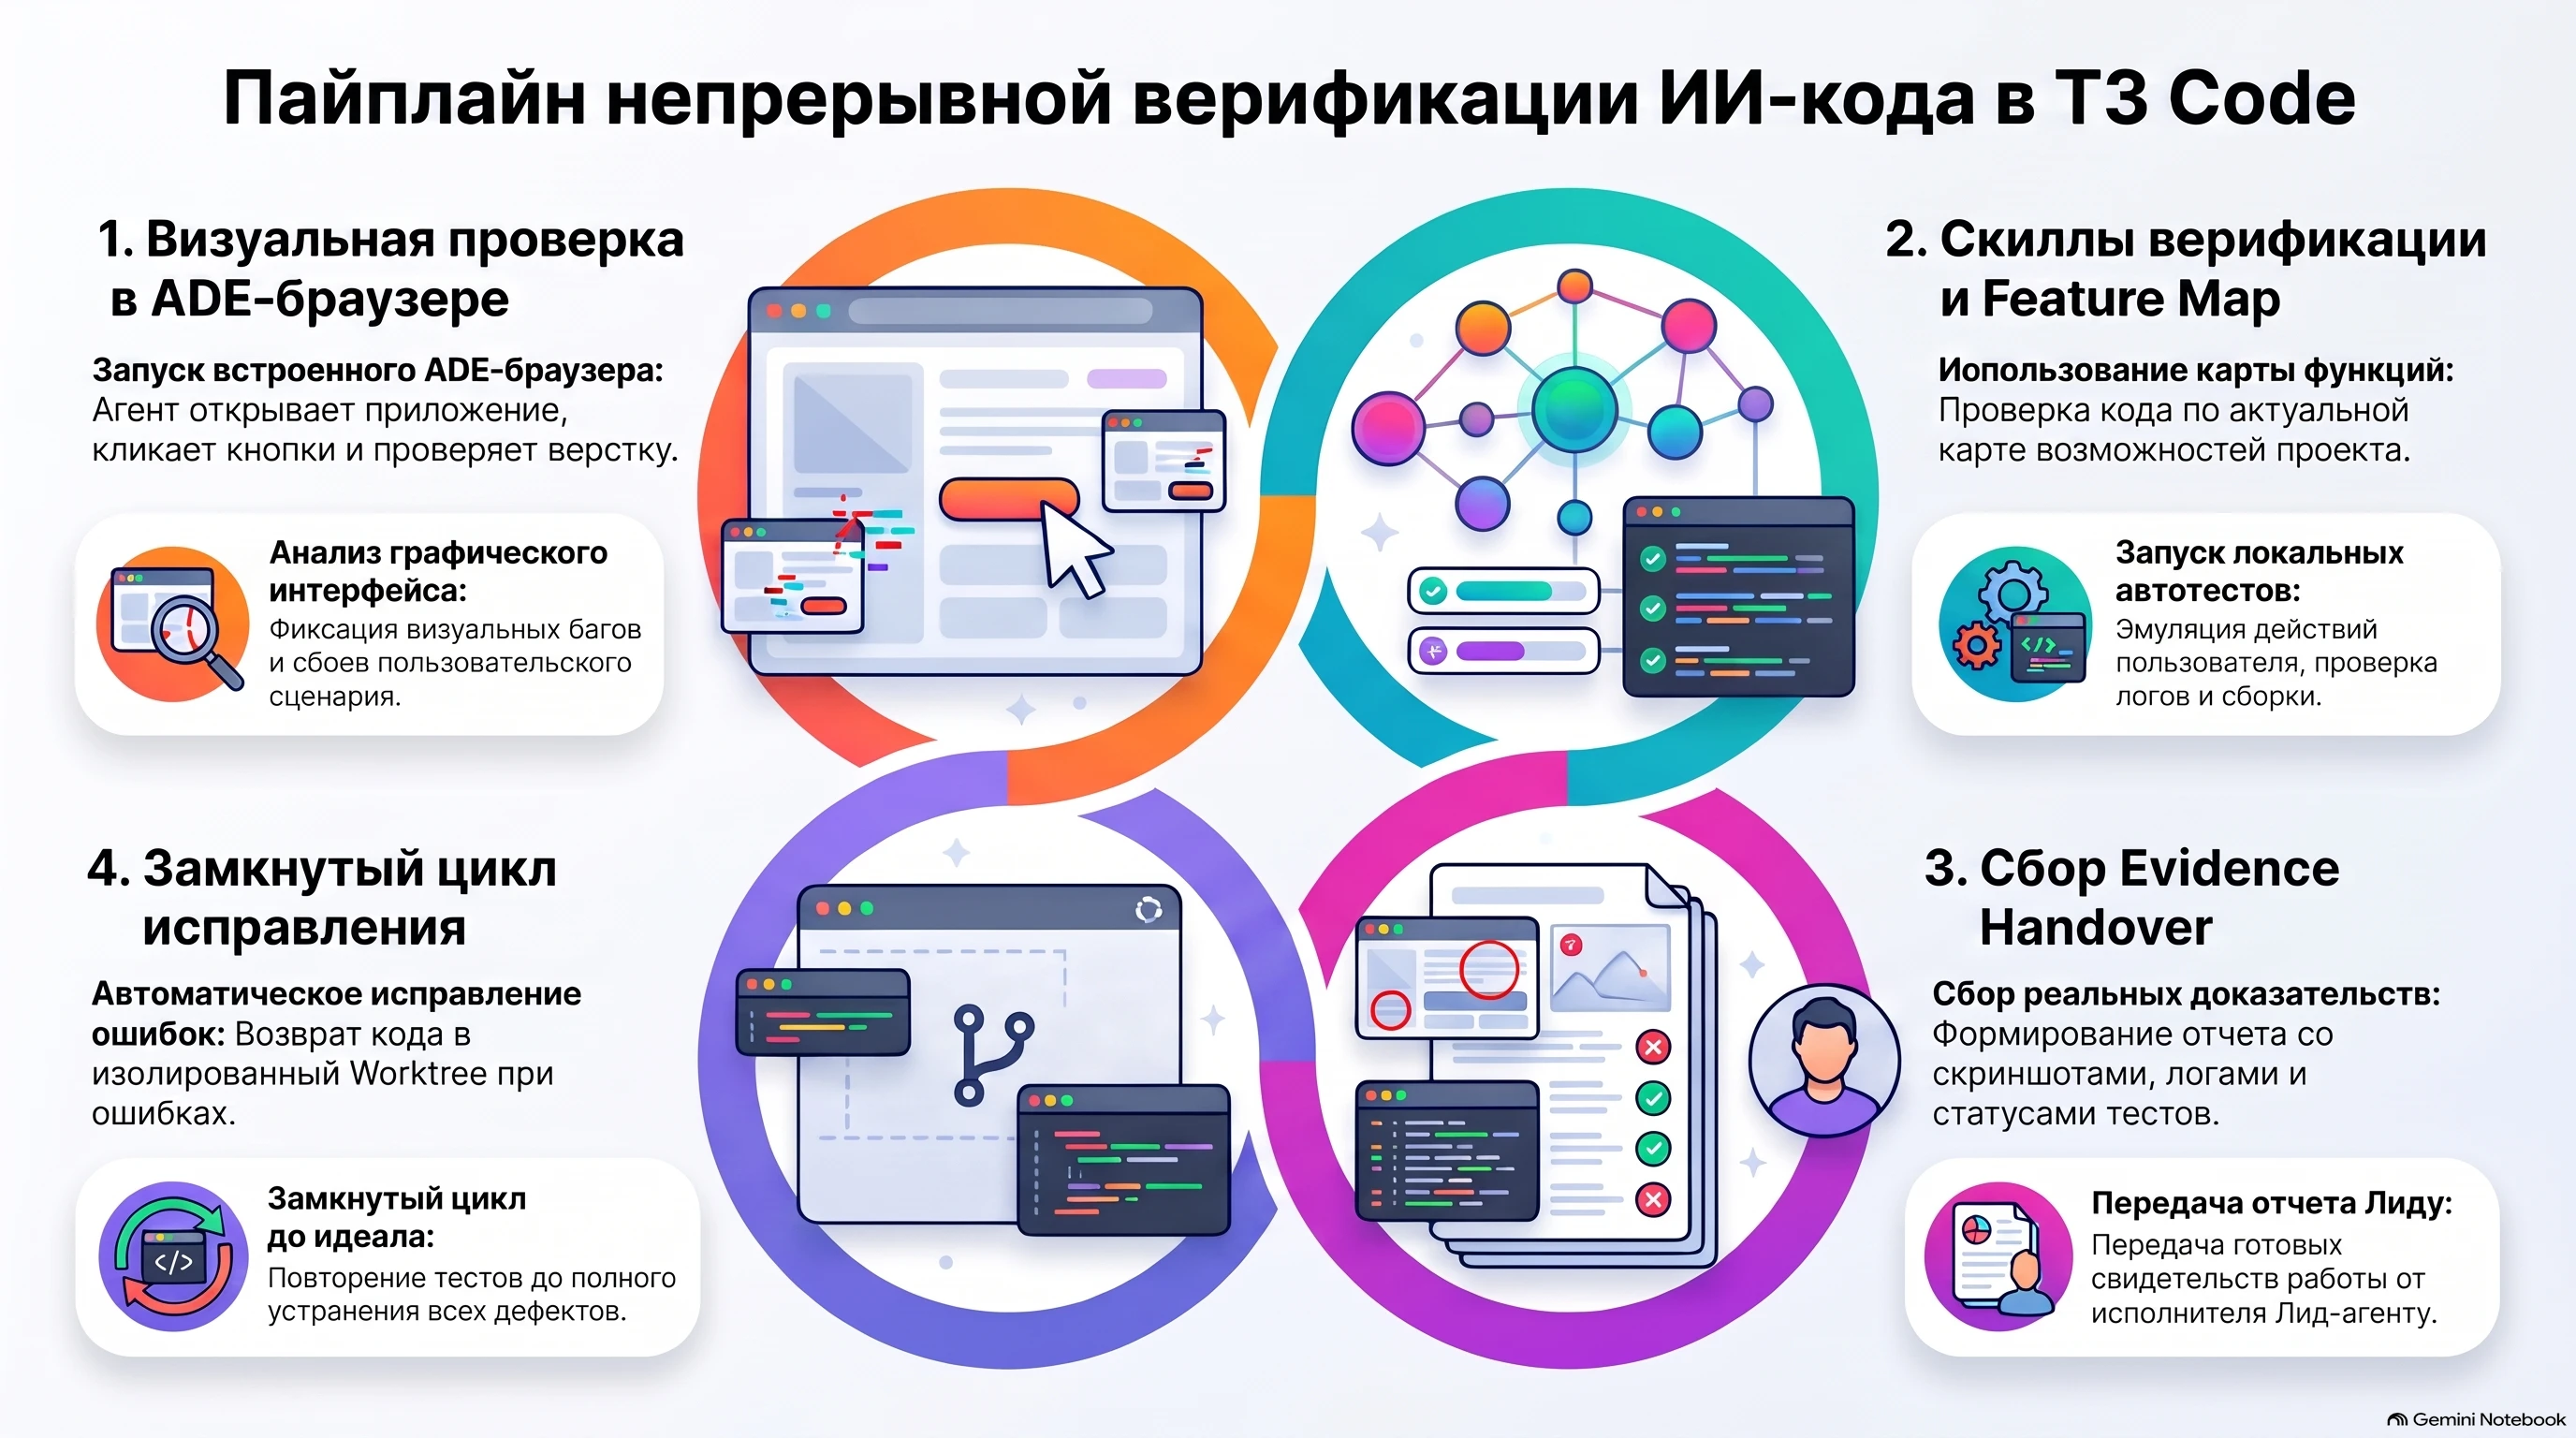 Пайплайн непрерывной верификации ИИ-кода в T3 Code
1. Визуальная проверка
в ADE-браузере
Запуск встроенного ADE-браузера:
Агент открывает приложение,
кликает кнопки и проверяет верстку.
Анализ графического
интерфейса:
Фиксация визуальных багов
и сбоев пользовательского
сценария.
2. Скиллы верификации
и Feature Map
Иопользование карты функций:
Проверка кода по актуальной
карте возможностей проекта.
Запуск локальных
автотестов:
Эмуляция действий
пользователя, проверка
логов и сборки.
</>
3. Сбор Evidence
Handover
Сбор реальных доказательств:
Формирование отчета со
скриншотами, логами и
статусами тестов.
Передача отчета Лиду:
Передача готовых
свидетельств работы от
исполнителя Лид-агенту.
4. Замкнутый цикл
исправления
Автоматическое исправление
ошибок: Возврат кода в
изолированный Worktree при
ошибках.
</>
Замкнутый цикл
до идеала:
Повторение тестов до полного
устранения всех дефектов.
Gemini Notebook